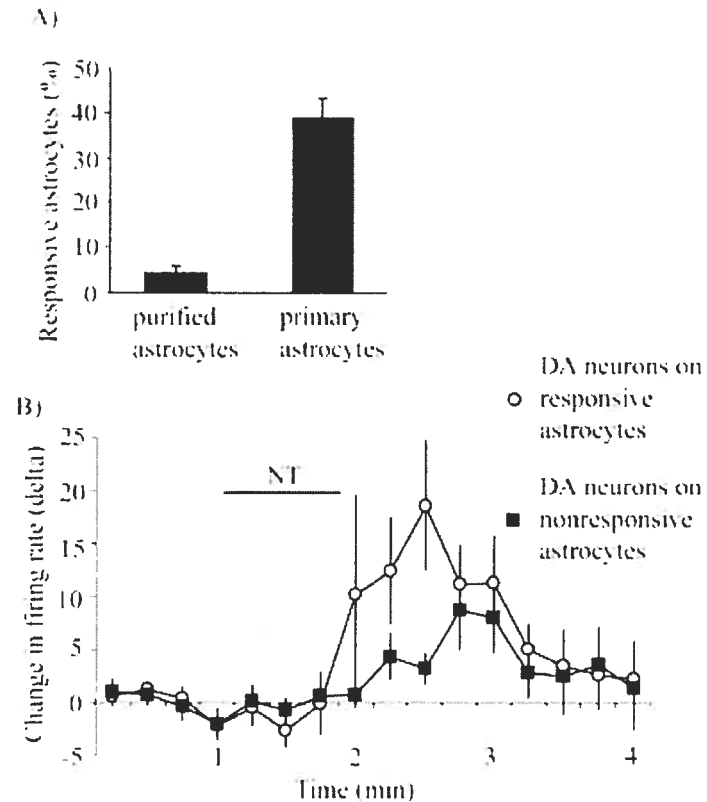 A)
Responsive astrocytes (%)
50
40
30
20
10
0
purified
astrocytes
primary
astrocytes
DA neurons on
responsive
astrocytes
DA neurons on
nonresponsive
astrocytes
B)
Change in firing rate (delta)
25
20
15
10
5
0
-5
NT
1
2
3
4
Time (min)